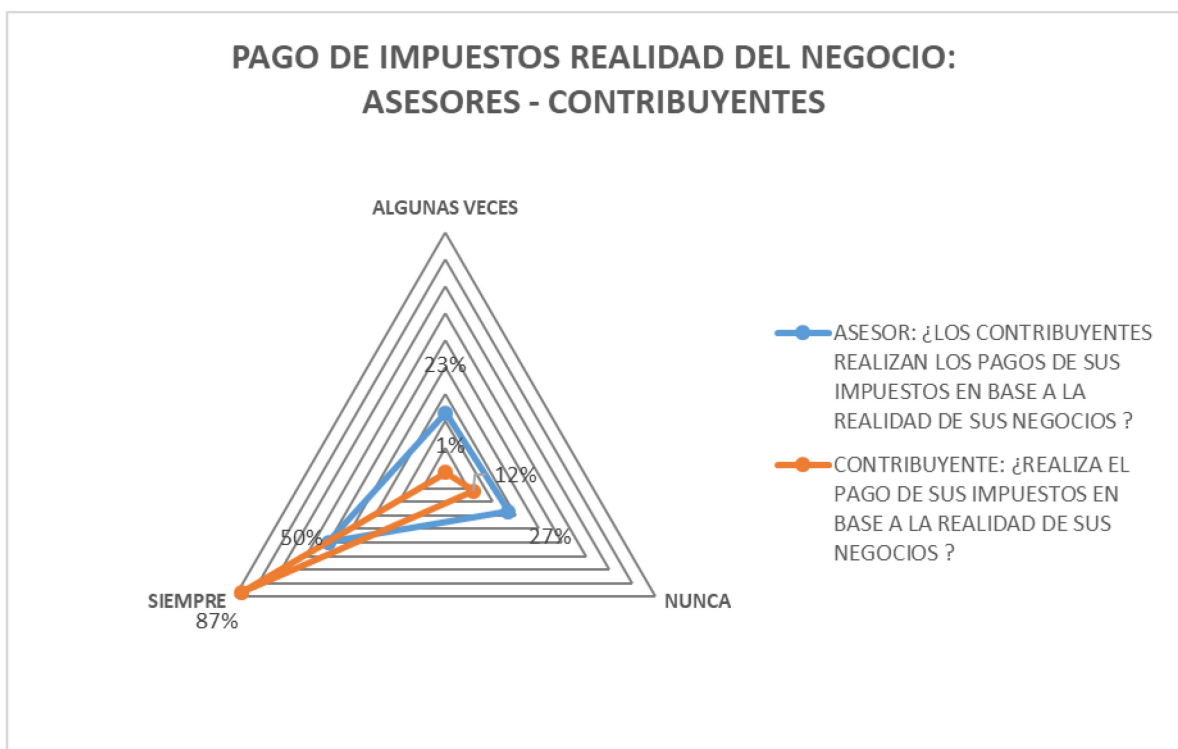 PAGO DE IMPUESTOS REALIDAD DEL NEGOCIO:
ASESORES - CONTRIBUYENTES
ALGUNAS VECES
23%
1%
12%
50%
27%
SIEMPRE
87%
NUNCA
ASESOR: ¿LOS CONTRIBUYENTES
REALIZAN LOS PAGOS DE SUS
IMPUESTOS EN BASE A LA
REALIDAD DE SUS NEGOCIOS ?
CONTRIBUYENTE: ¿REALIZA EL
PAGO DE SUS IMPUESTOS EN
BASE A LA REALIDAD DE SUS
NEGOCIOS ?